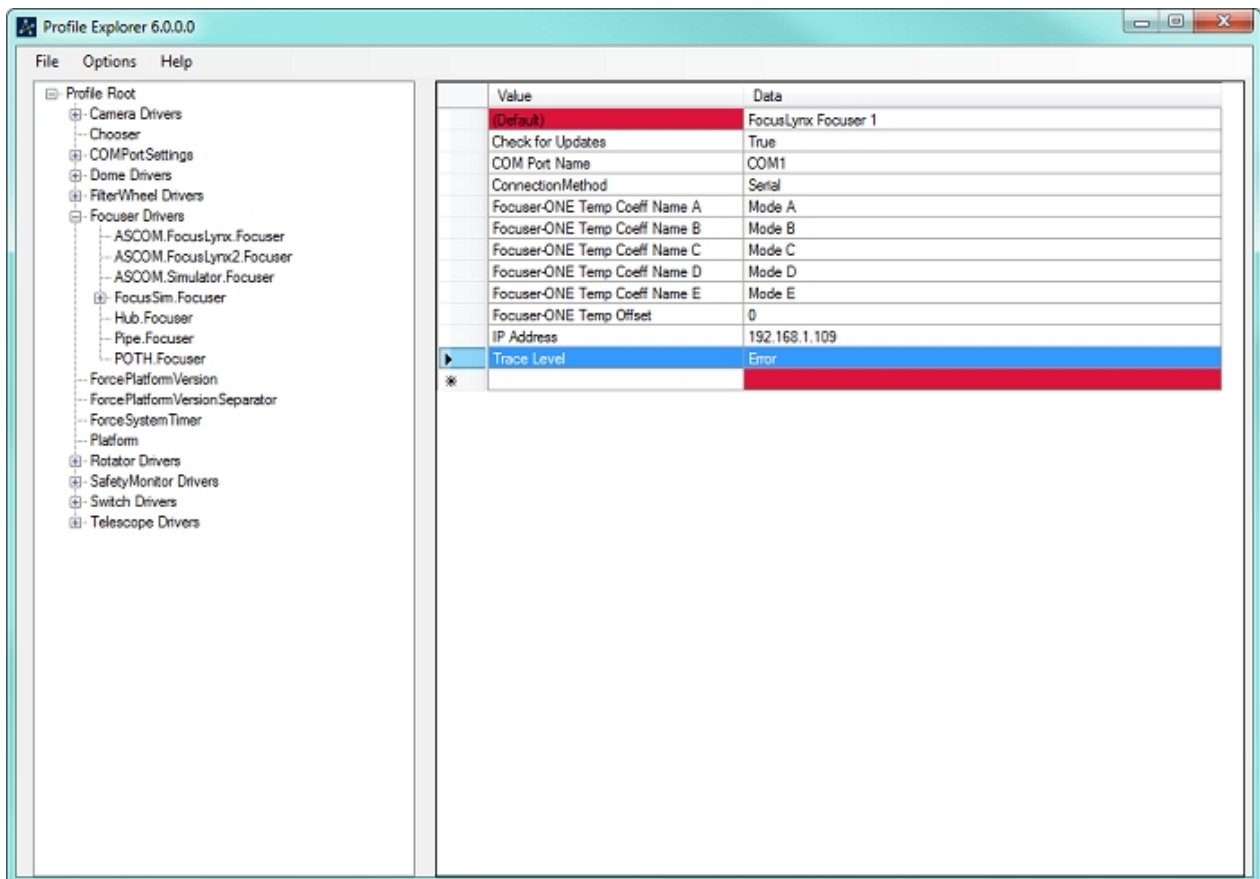 Profile Explorer 6.0.0.0
File Options Help
Profile Root
Camera Drivers
Chooser
COMPortSettings
Dome Drivers
FilterWheel Drivers
Focuser Drivers
ASCOM.FocusLynx.Focuser
ASCOM.FocusLynx2.Focuser
ASCOM.Simulator.Focuser
FocusSim.Focuser
Hub.Focuser
Pipe.Focuser
POTH.Focuser
ForcePlatformVersion
ForcePlatformVersionSeparator
ForceSystemTimer
Platform
Rotator Drivers
SafetyMonitor Drivers
Switch Drivers
Telescope Drivers
Value Data
(Default) FocusLynx Focuser 1
Check for Updates True
COM Port Name COM1
ConnectionMethod Serial
Focuser-ONE Temp Coeff Name A Mode A
Focuser-ONE Temp Coeff Name B Mode B
Focuser-ONE Temp Coeff Name C Mode C
Focuser-ONE Temp Coeff Name D Mode D
Focuser-ONE Temp Coeff Name E Mode E
Focuser-ONE Temp Offset 0
IP Address 192.168.1.109
Trace Level Error